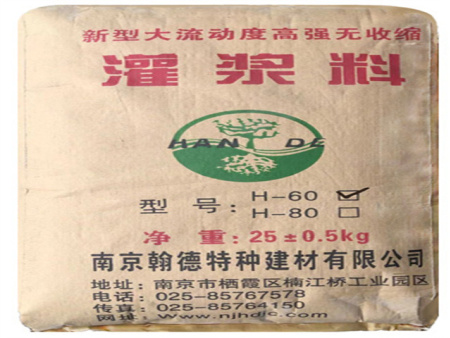 新型大流动度高强无收缩
灌浆料
HAN DE
型号: H-60 ☑
H-80 □
净重:25±0.5kg
南京翰德特种建材有限公司
地址:南京市栖霞区楠江桥工业园区
电话:025-85767578
传真:025-85764150
网址:www.njhdjc.com